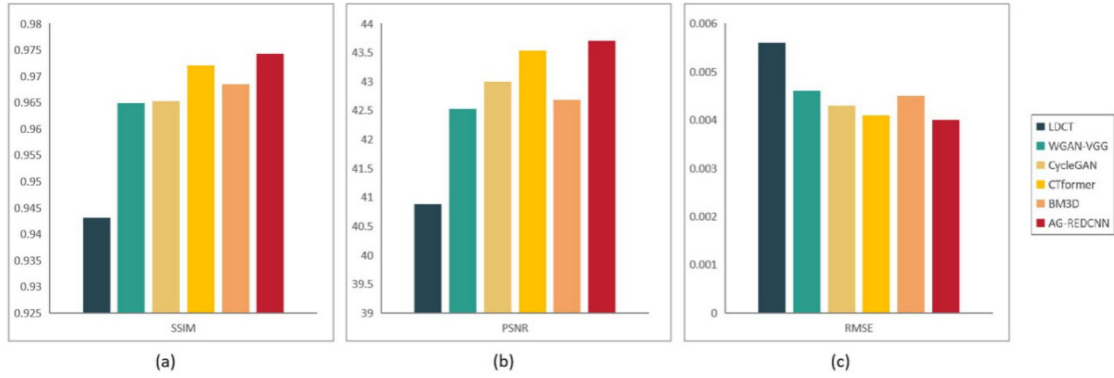 0.98
0.975
0.97
0.965
0.96
0.955
0.95
0.945
0.94
0.935
0.93
0.925
SSIM
(a)
44
43.5
43
42.5
42
41.5
41
40.5
40
39.5
39
PSNR
(b)
0.006
0.005
0.004
0.003
0.002
0.001
0
RMSE
(c)
LDCT
WGAN-VGG
CycleGAN
CTformer
BM3D
AG-REDCNN